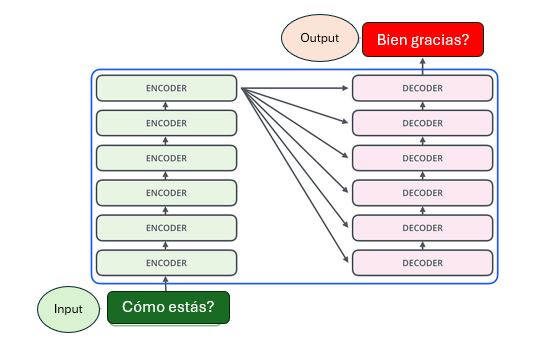 Output
Bien gracias?
ENCODER
DECODER
ENCODER
DECODER
ENCODER
DECODER
ENCODER
DECODER
ENCODER
DECODER
ENCODER
DECODER
Input
Cómo estás?